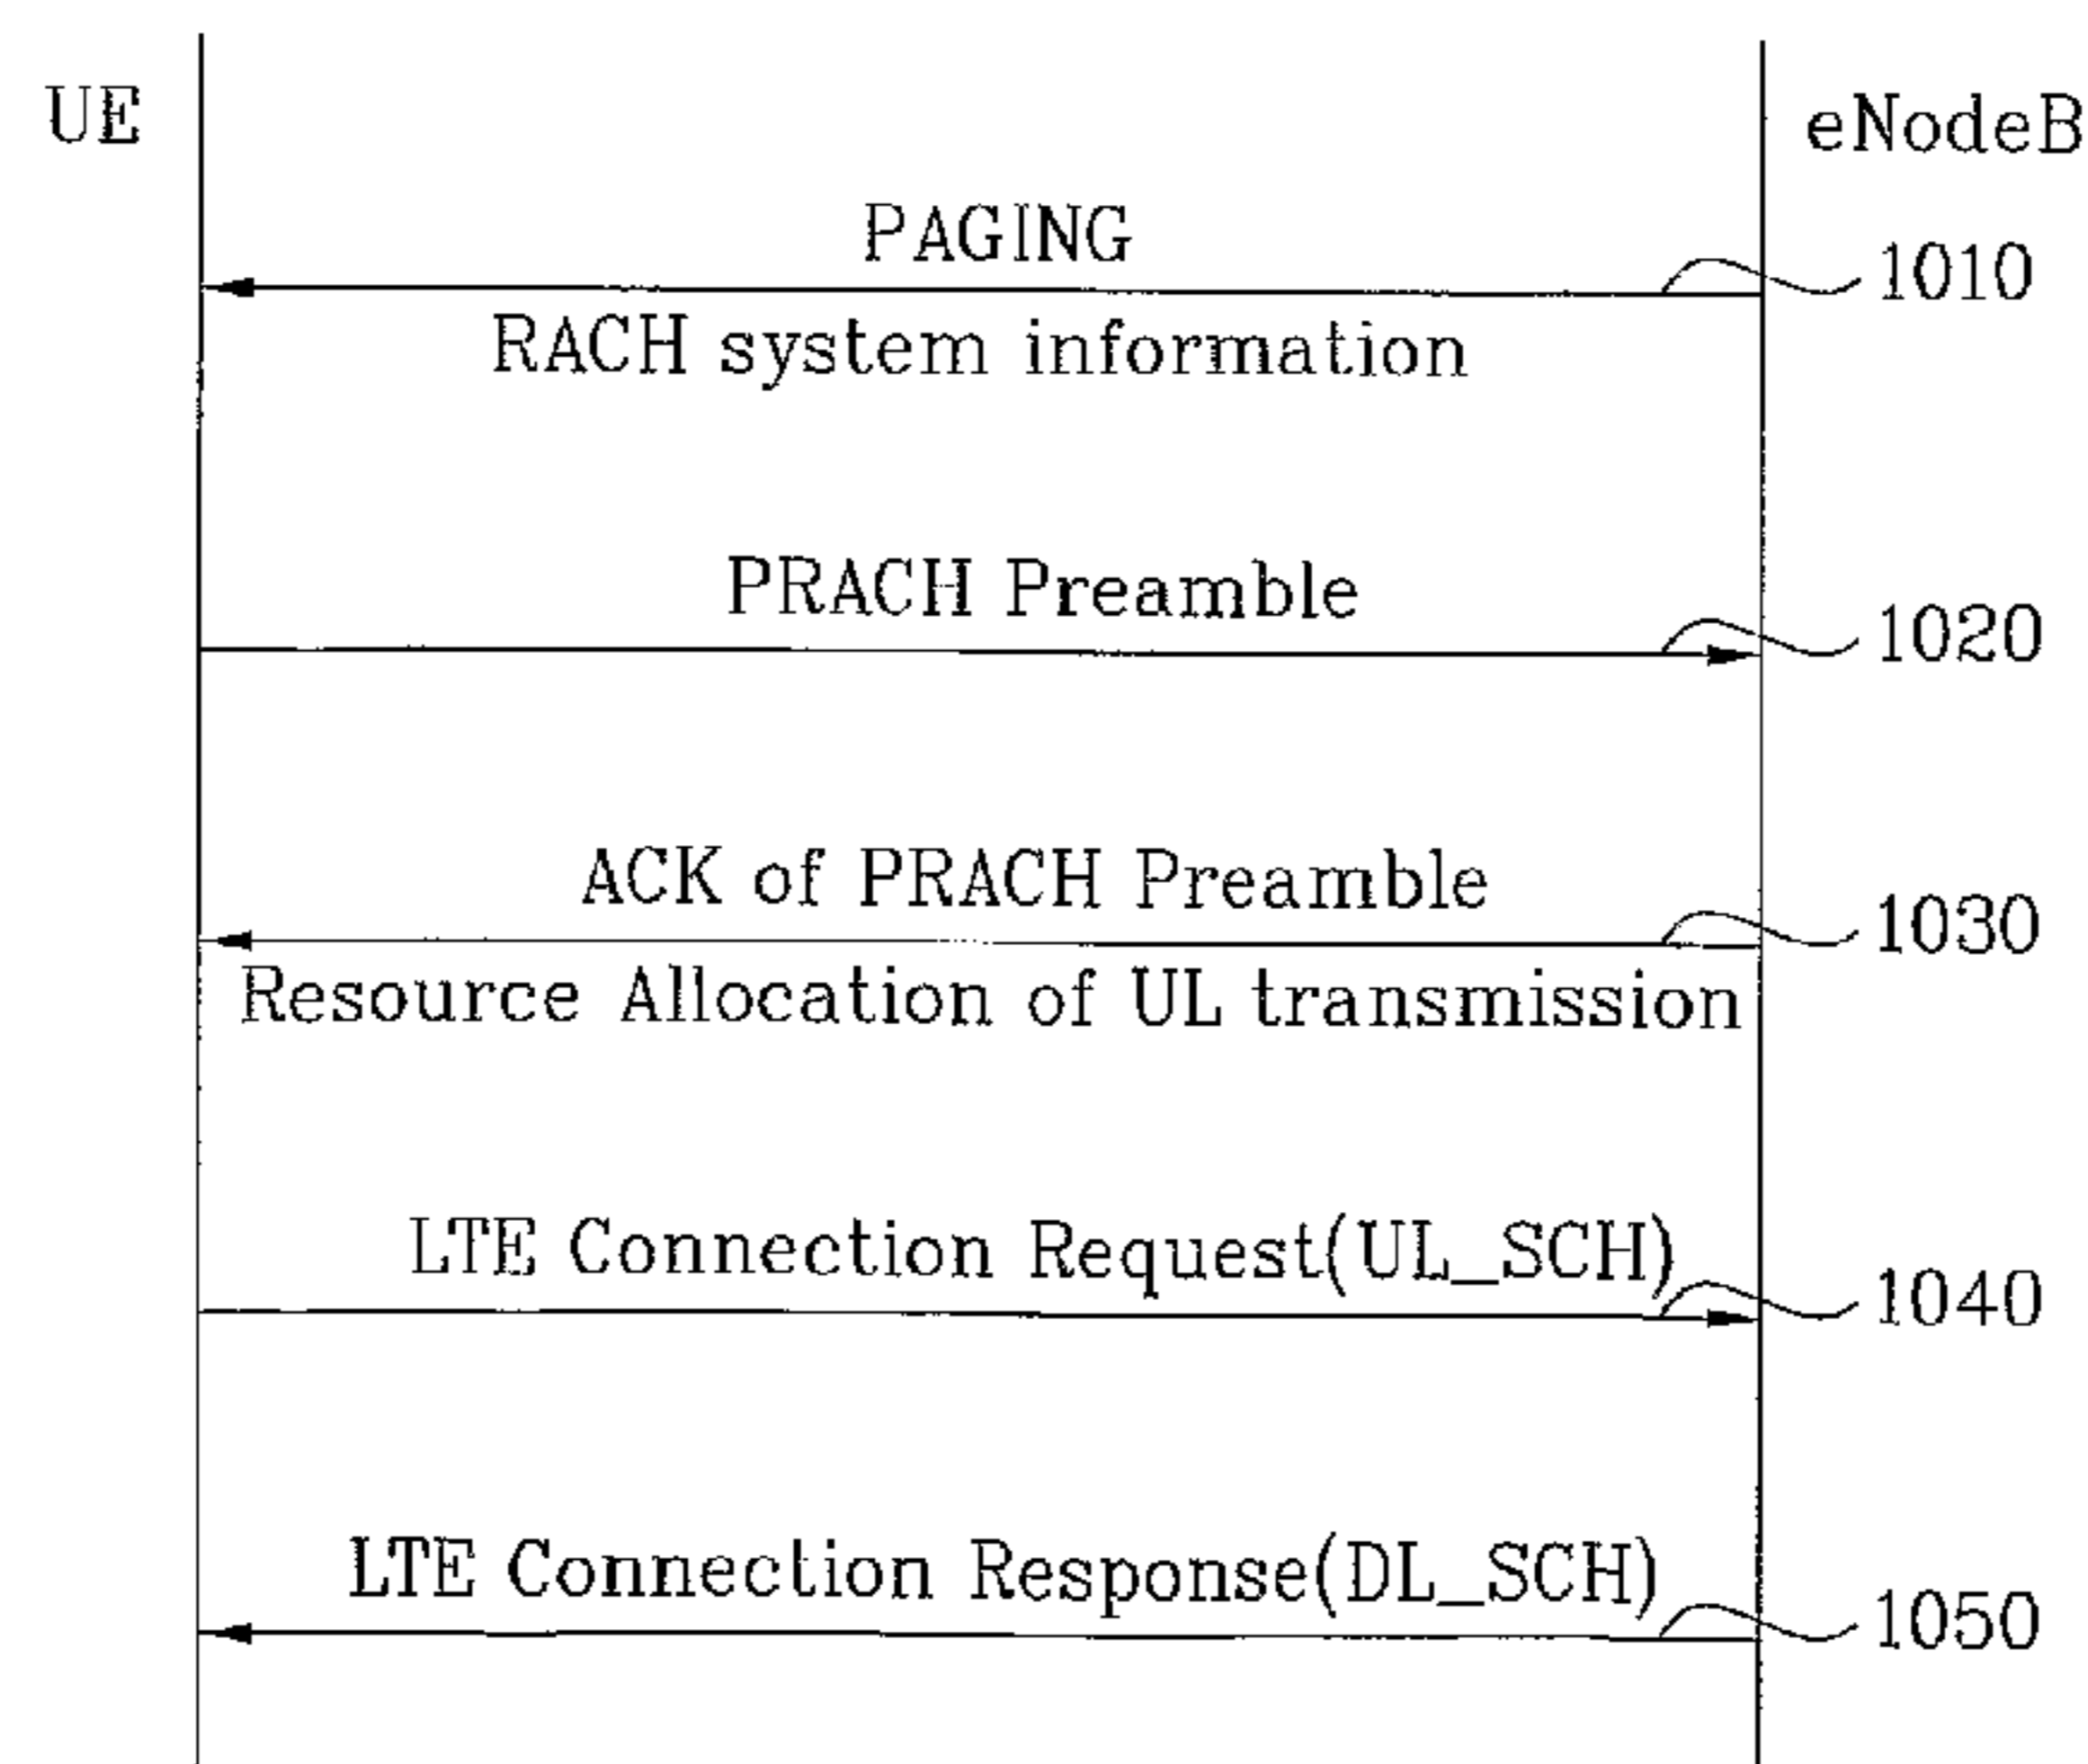 UE
eNodeB
PAGING
1010
RACH system information
PRACH Preamble
1020
ACK of PRACH Preamble
1030
Resource Allocation of UL transmission
LTE Connection Request(UL_SCH)
1040
LTE Connection Response(DL_SCH)
1050